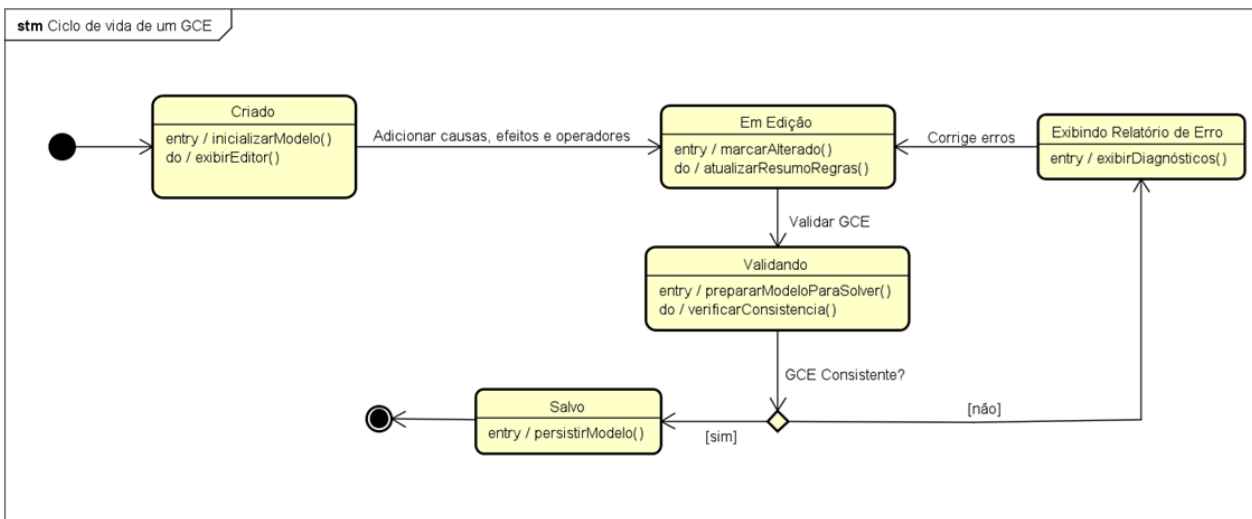 stm Ciclo de vida de um GCE
Criado
entry / inicializarModelo()
do / exibirEditor()
Adicionar causas, efeitos e operadores
Em Edição
entry / marcarAlterado()
do / atualizarResumoRegras()
Corrige erros
Exibindo Relatório de Erro
entry / exibirDiagnósticos()
Validar GCE
Validando
entry / prepararModeloParaSolver()
do / verificarConsistencia()
GCE Consistente?
Salvo
entry / persistirModelo()
[sim]
[não]